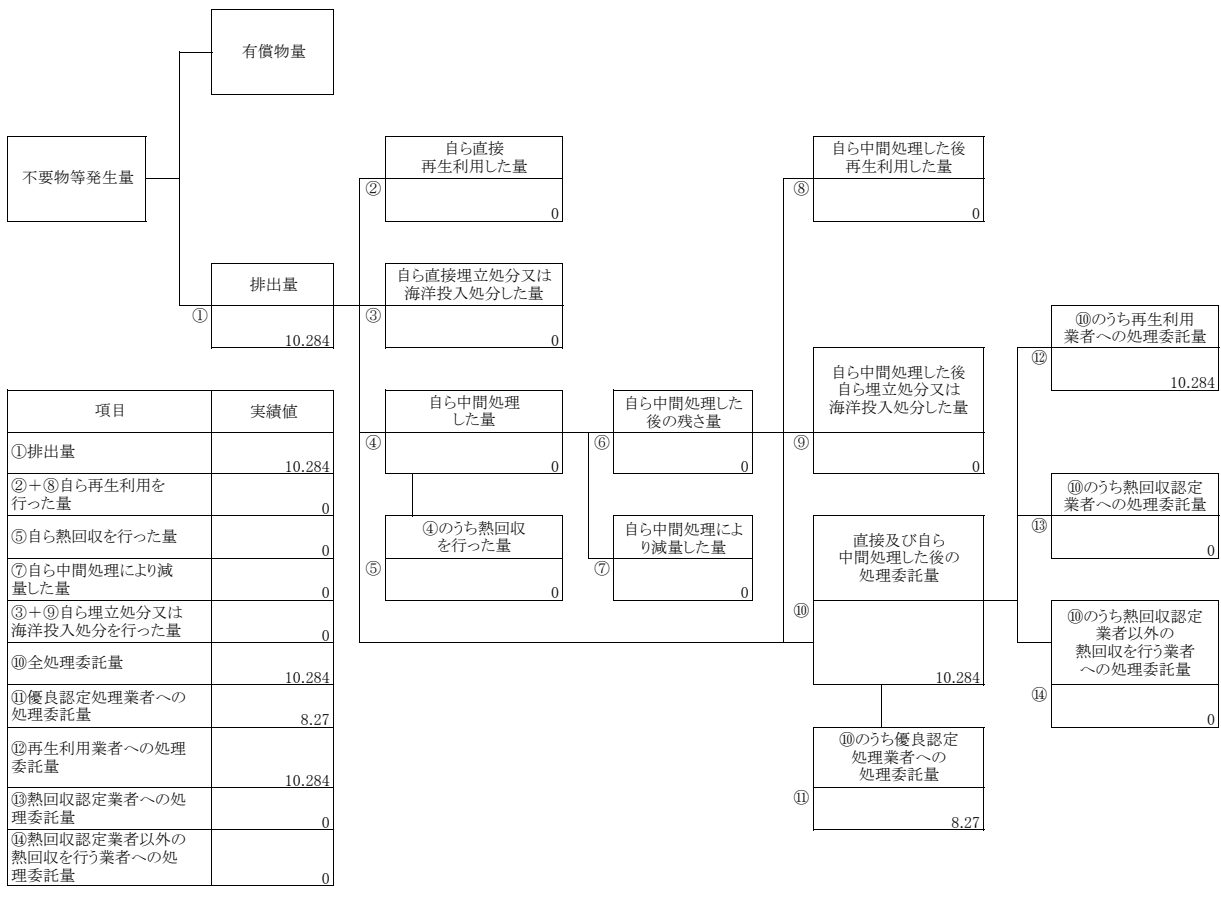 有償物量
不要物等発生量
排出量
①
10.284
自ら直接
再生利用した量
②
0
自ら直接埋立処分又は
海洋投入処分した量
③
0
自ら中間処理
した量
④
0
④のうち熱回収
を行った量
⑤
0
自ら中間処理した
後の残さ量
⑥
0
自ら中間処理によ
り減量した量
⑦
0
自ら中間処理した後
再生利用した量
⑧
0
自ら中間処理した後
自ら埋立処分又は
海洋投入処分した量
⑨
0
直接及び自ら
中間処理した後の
処理委託量
⑩
10.284
⑩のうち優良認定
処理業者への
処理委託量
⑪
8.27
⑩のうち再生利用
業者への処理委託量
⑫
10.284
⑩のうち熱回収認定
業者への処理委託量
⑬
0
⑩のうち熱回収認定
業者以外の
熱回収を行う業者
への処理委託量
⑭
0
項目 実績値
①排出量
10.284
②+⑧自ら再生利用を
行った量
0
⑤自ら熱回収を行った量
0
⑦自ら中間処理により減
量した量
0
③+⑨自ら埋立処分又は
海洋投入処分を行った量
0
⑩全処理委託量
10.284
⑪優良認定処理業者への
処理委託量
8.27
⑫再生利用業者への処理
委託量
10.284
⑬熱回収認定業者への処
理委託量
0
⑭熱回収認定業者以外の
熱回収を行う業者への処
理委託量
0